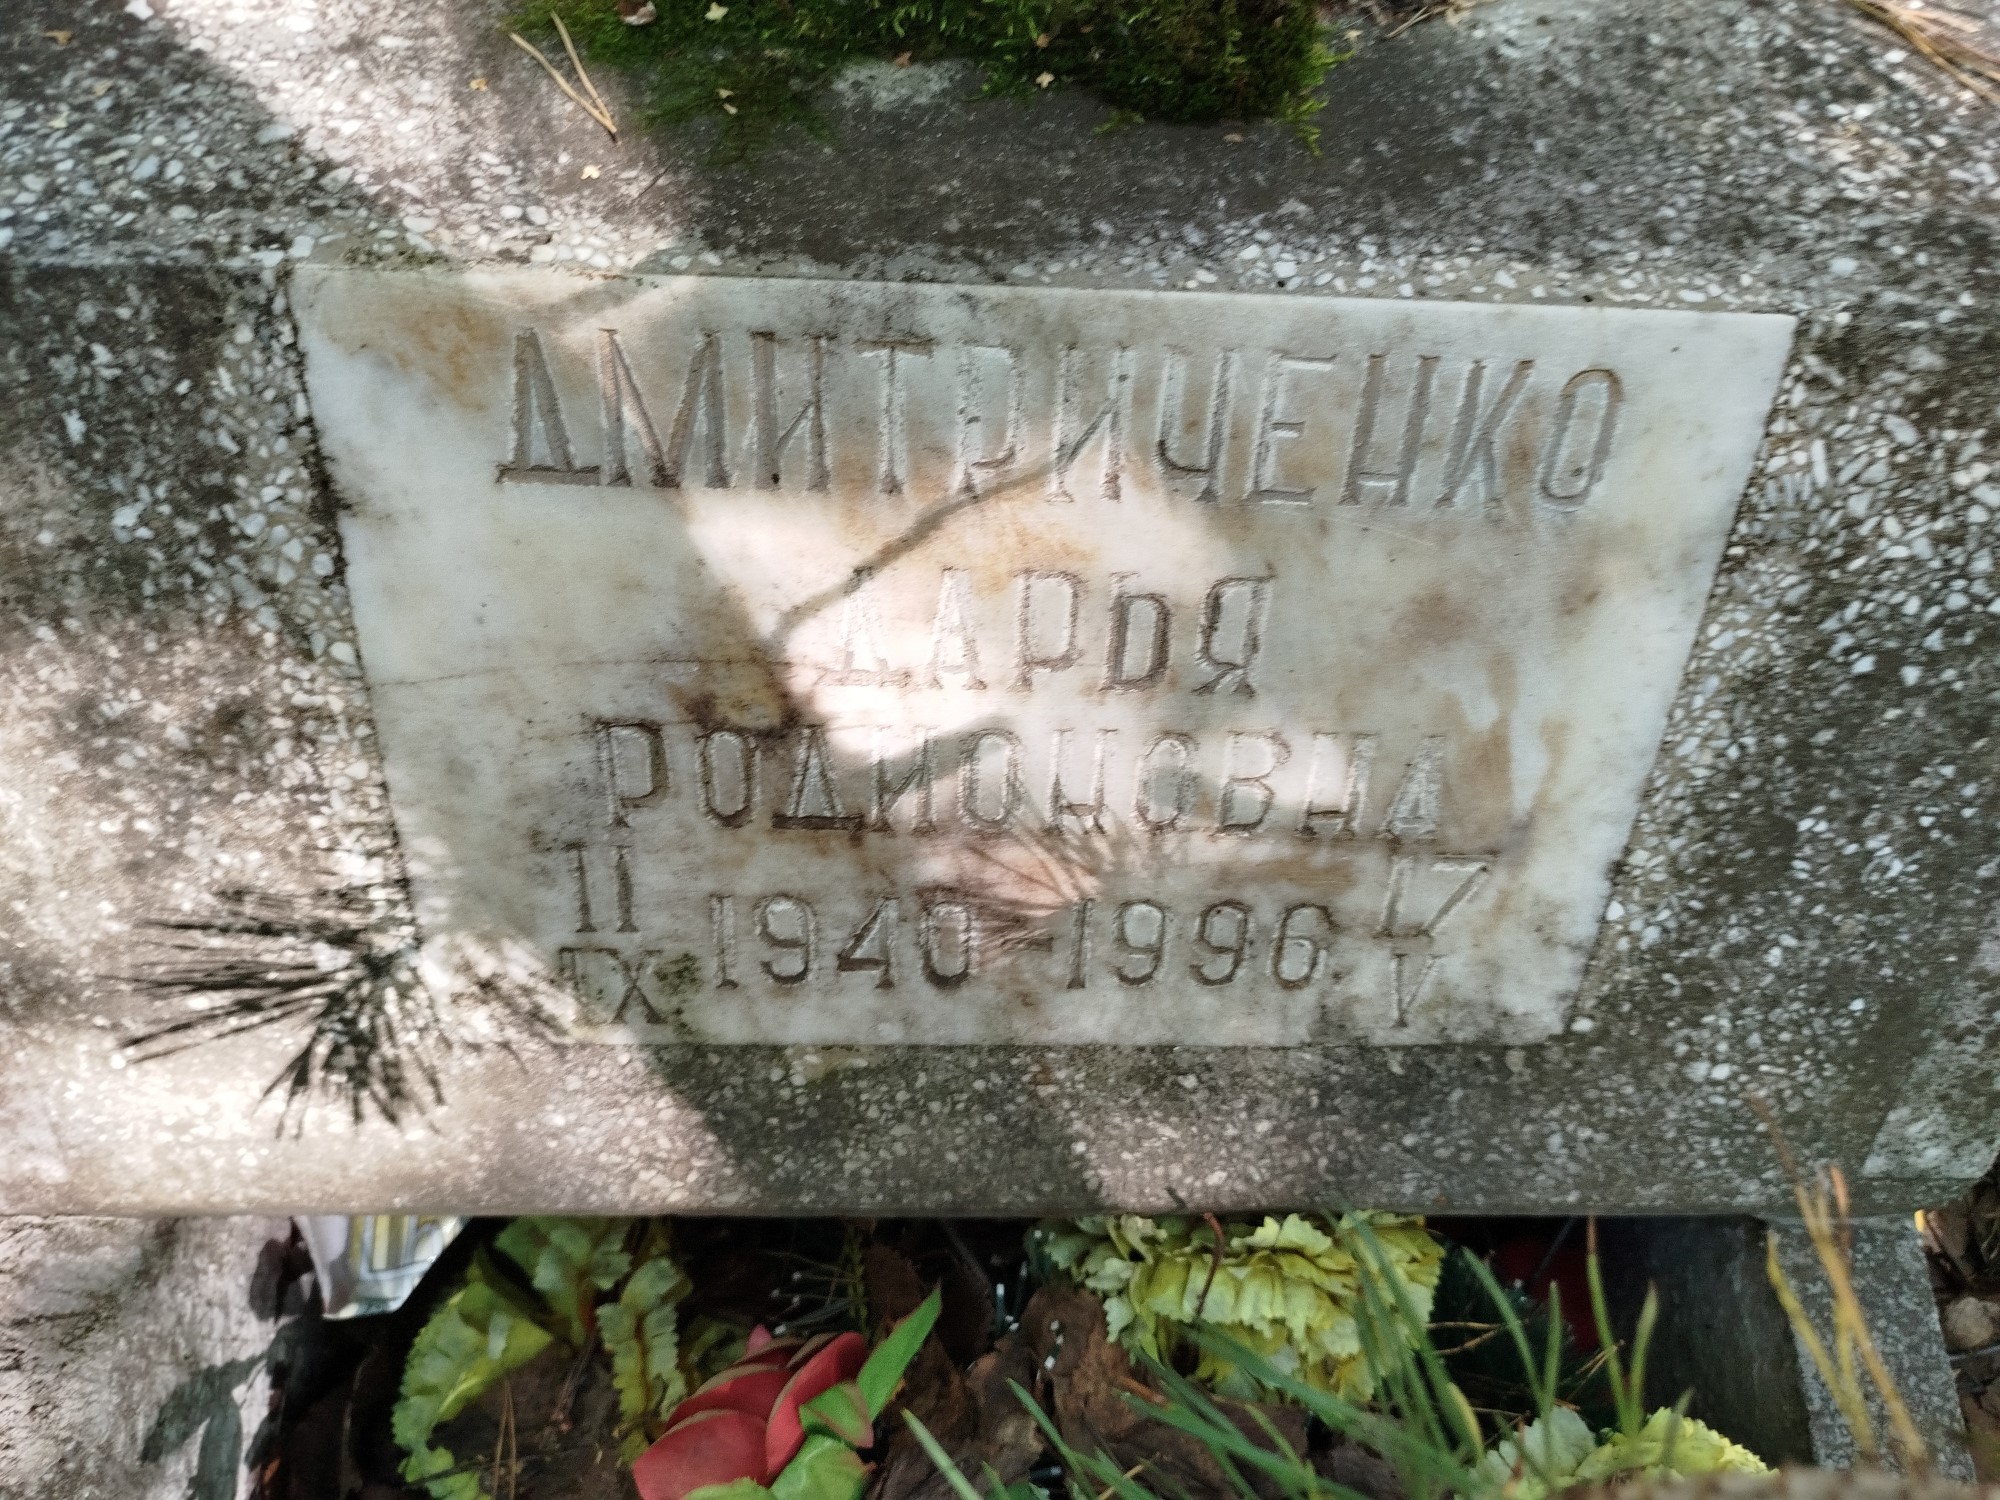 ДМИТРИЧЕНКО
ДАРЬЯ
РОДИОНОВНА
11 17
1940-1996
IX V